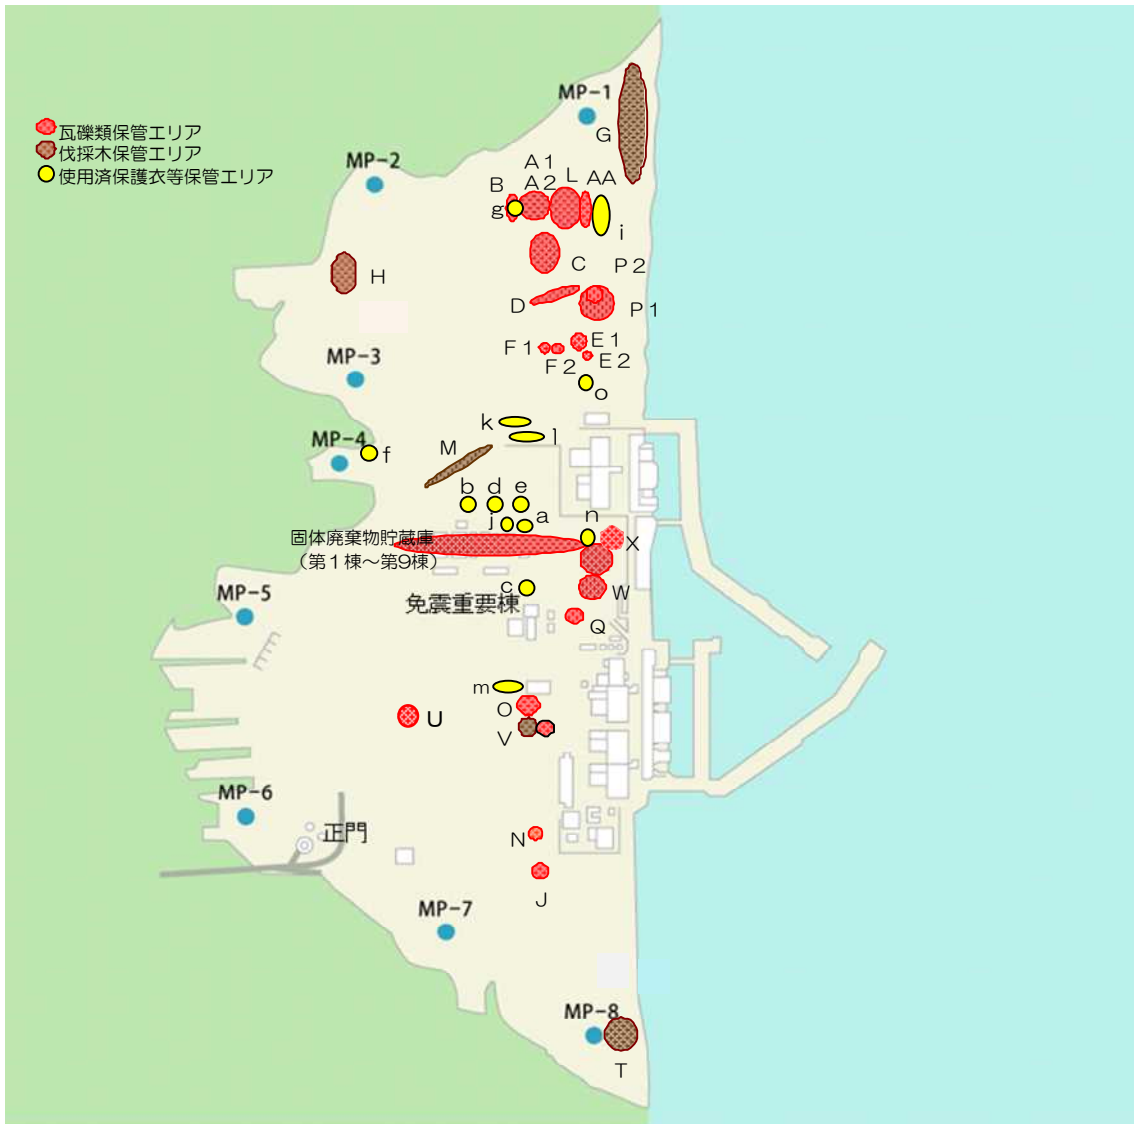 MP-1
G
瓦礫類保管エリア
伐採木保管エリア
使用済保護衣等保管エリア
MP-2
A1
A2
L
AA
B
g
i
H
C
P2
D
P1
F1
F2
E1
E2
MP-3
o
k
l
MP-4
f
M
b
d
e
j
a
n
固体廃棄物貯蔵庫
(第1棟~第9棟)
X
c
免震重要棟
W
Q
MP-5
m
O
U
V
MP-6
正門
N
J
MP-7
MP-8
T